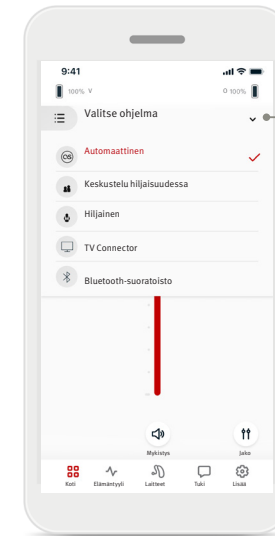 9:41
100% V
O 100%
Valitse ohjelma
Automaattinen
Keskustelu hiljaisuudessa
Hiljainen
TV Connector
Bluetooth-suoratoisto
Mykistys
Jako
Koti
Elämäntyyli
Laitteet
Tuki
Lisää